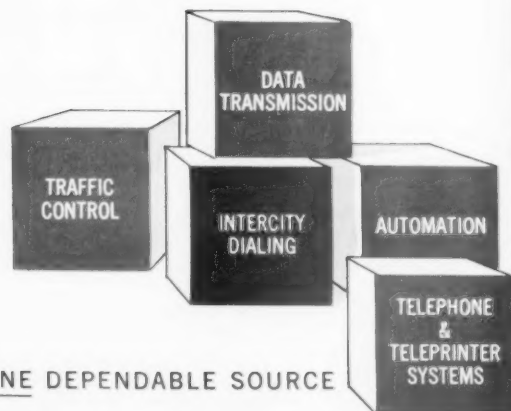 DATA
TRANSMISSION
TRAFFIC
CONTROL
INTERCITY
DIALING
AUTOMATION
TELEPHONE
&
TELEPRINTER
SYSTEMS
NE DEPENDABLE SOURCE